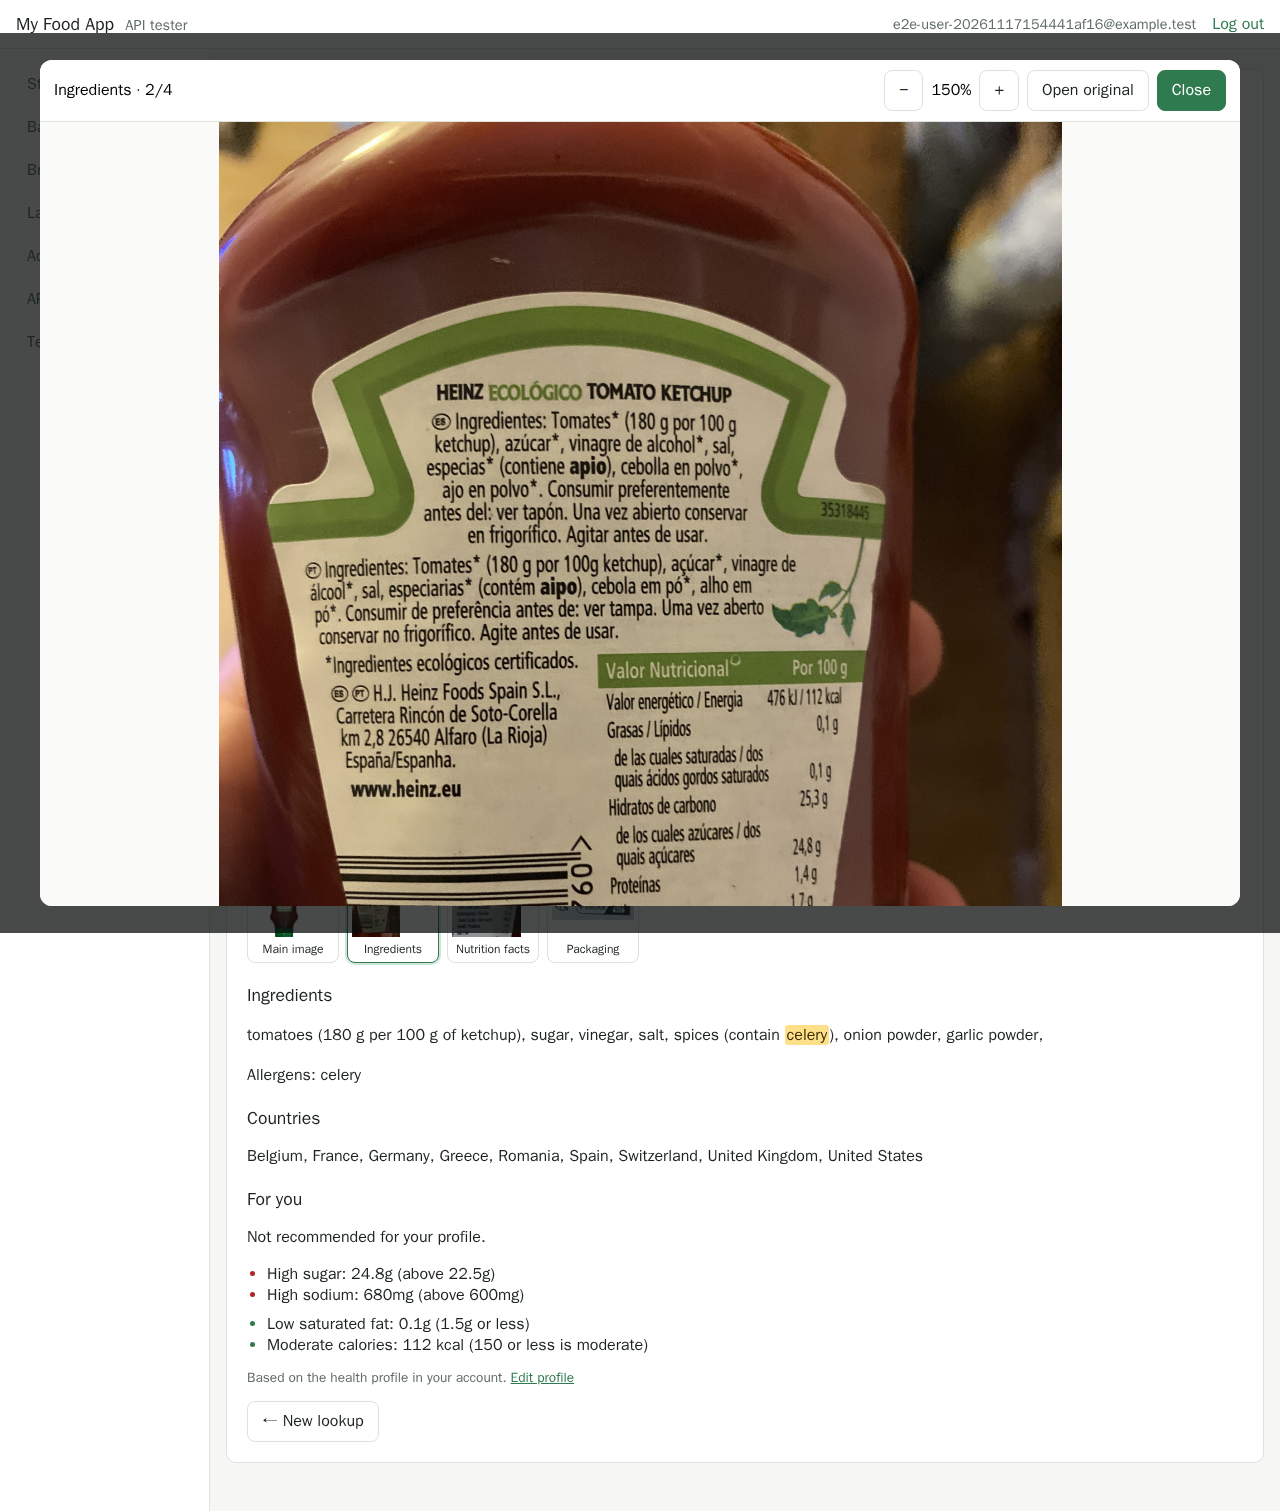 My Food App API tester
e2e-user-20261117154441af16@example.test Log out
Ingredients · 2/4
− 150% + Open original Close
HEINZ ECOLÓGICO TOMATO KETCHUP
ES Ingredientes: Tomates* (180 g por 100 g
ketchup), azúcar*, vinagre de alcohol*, sal,
especias* (contiene apio), cebolla en polvo*,
ajo en polvo*. Consumir preferentemente
antes del: ver tapón. Una vez abierto conservar
en frigorífico. Agitar antes de usar.
35318445
PT Ingredientes: Tomates* (180 g por 100g ketchup), açúcar*, vinagre de
álcool*, sal, especiarias* (contém aipo), cebola em pó*, alho em
pó*. Consumir de preferência antes de: ver tampa. Uma vez aberto
conservar no frigorífico. Agite antes de usar.
*Ingredientes ecológicos certificados.
ES PT H.J. Heinz Foods Spain S.L.,
Carretera Rincón de Soto-Corella
km 2,8 26540 Alfaro (La Rioja)
España/Espanha.
www.heinz.eu
Valor Nutricional Por 100 g
Valor energético / Energia 476 kJ / 112 kcal
Grasas / Lípidos 0,1 g
de las cuales saturadas / dos
quais ácidos gordos saturados 0,1 g
Hidratos de carbono 25,3 g
de los cuales azúcares / dos
quais açúcares 24,8 g
Proteínas 1,4 g
1,7 g
760>
Main image
Ingredients
Nutrition facts
Packaging
Ingredients
tomatoes (180 g per 100 g of ketchup), sugar, vinegar, salt, spices (contain celery), onion powder, garlic powder,
Allergens: celery
Countries
Belgium, France, Germany, Greece, Romania, Spain, Switzerland, United Kingdom, United States
For you
Not recommended for your profile.
High sugar: 24.8g (above 22.5g)
High sodium: 680mg (above 600mg)
Low saturated fat: 0.1g (1.5g or less)
Moderate calories: 112 kcal (150 or less is moderate)
Based on the health profile in your account. Edit profile
← New lookup